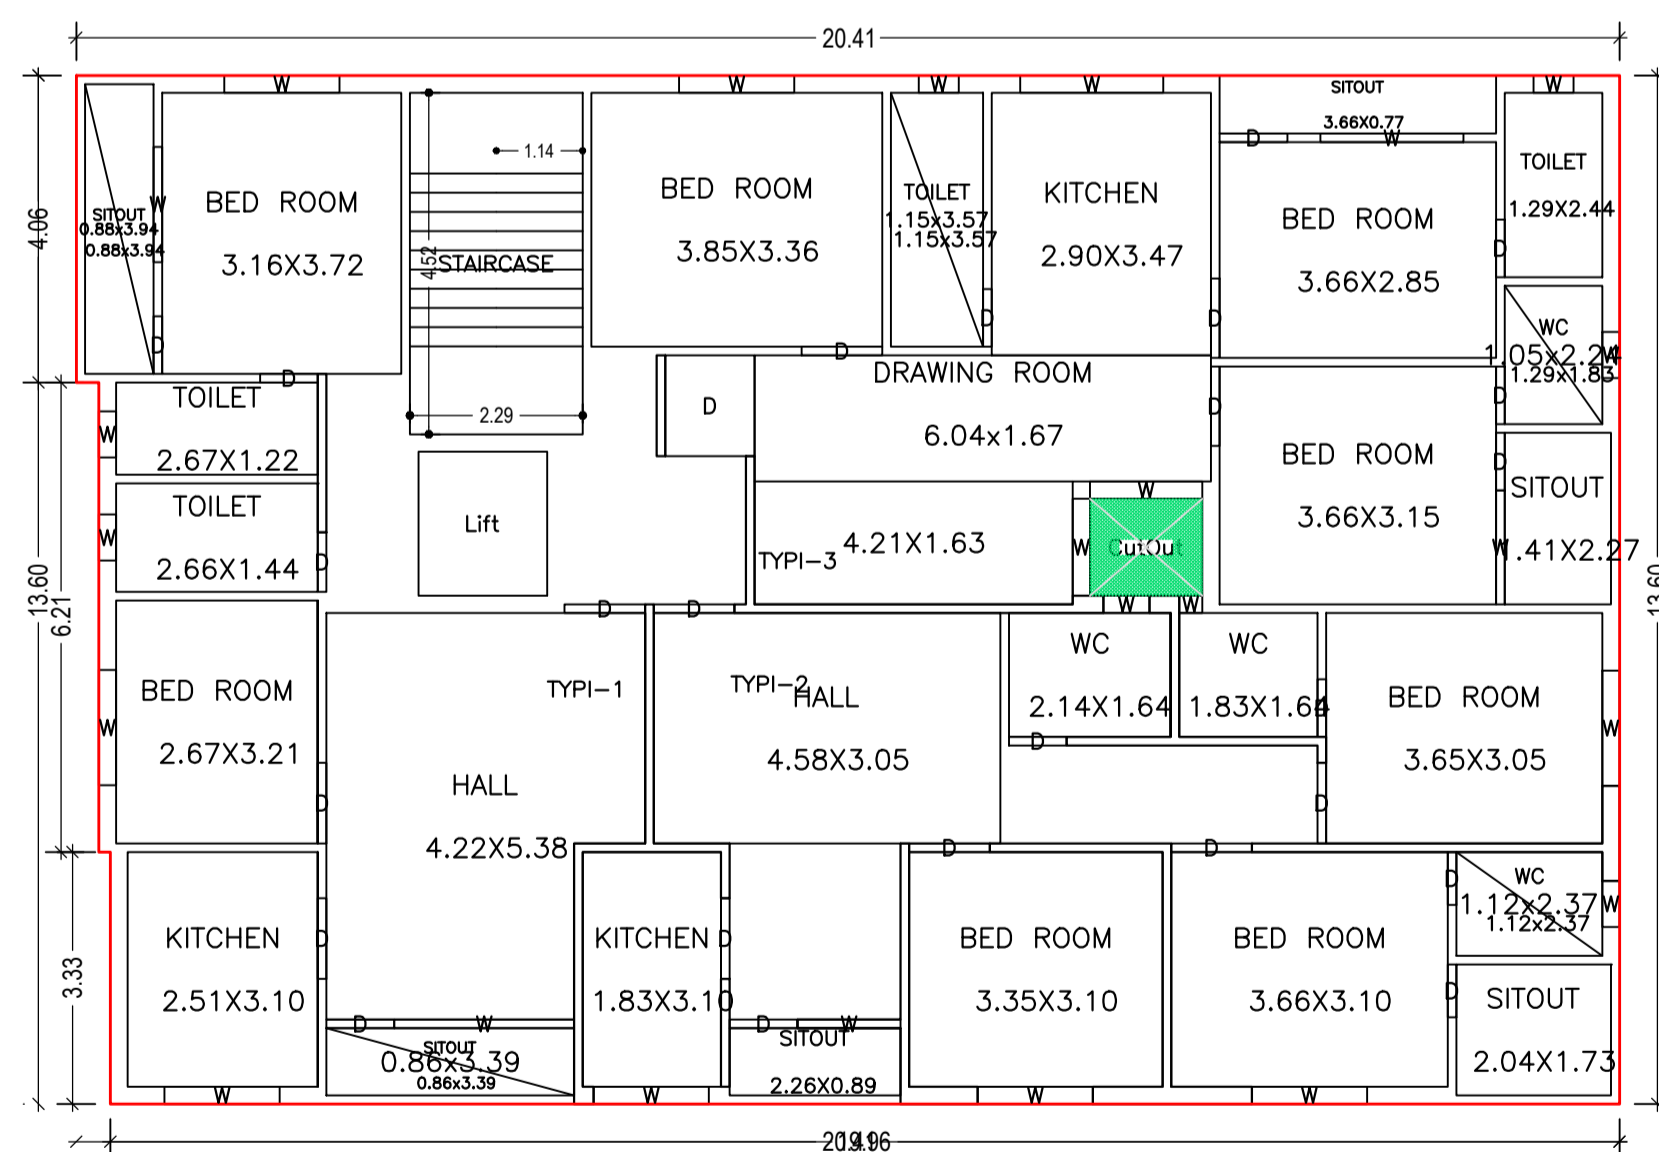 20.41
W
W
W
W
SITOUT
3.66X0.77
W
D
W
4.06
1.14
TOILET
1.29X2.44
BED ROOM
3.16X3.72
W
SITOUT
0.88x3.94
0.88x3.94
D
D
4.52
STAIRCASE
2.29
BED ROOM
3.85X3.36
D
TOILET
1.15x3.57
1.15x3.57
D
KITCHEN
2.90X3.47
D
BED ROOM
3.66X2.85
D
WC
1.05x2.24
1.29x1.83
W
DRAWING ROOM
6.04x1.67
D
D
TOILET
2.67X1.22
W
TOILET
2.66X1.44
W
D
Lift
TYPI-3
4.21X1.63
W
W
CutOut
W
W
BED ROOM
3.66X3.15
D
D
W
SITOUT
1.41X2.27
13.60
6.21
13.60
D
D
BED ROOM
2.67X3.21
W
D
TYPI-1
HALL
4.22X5.38
TYPI-2
HALL
4.58X3.05
WC
2.14X1.64
D
WC
1.83X1.64
D
BED ROOM
3.65X3.05
W
D
D
D
3.33
KITCHEN
2.51X3.10
D
W
D
W
SITOUT
0.86x3.39
0.86x3.39
KITCHEN
1.83X3.10
D
W
D
W
SITOUT
2.26X0.89
BED ROOM
3.35X3.10
W
BED ROOM
3.66X3.10
W
D
WC
1.12x2.37
1.12x2.37
W
D
SITOUT
2.04X1.73